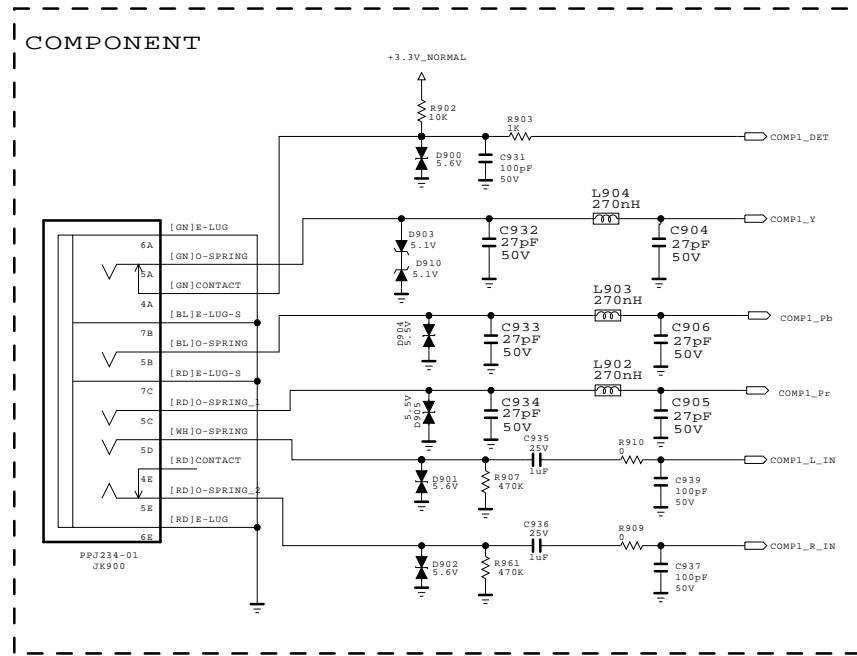 COMPONENT
+3.3V_NORMAL
R902
10K
R903
1K
COMP1_DET
D900
5.6V
C931
100pF
50V
L904
270nH
COMP1_Y
[GN]E-LUG
6A
D903
5.1V
C932
27pF
50V
C904
27pF
50V
[GN]O-SPRING
5A
D910
5.1V
[GN]CONTACT
4A
L903
270nH
[BL]E-LUG-S
7B
COMP1_Pb
D904
5.5V
C933
27pF
50V
C906
27pF
50V
[BL]O-SPRING
5B
L902
270nH
[RD]E-LUG-S
7C
COMP1_Pr
5.5V
D905
C934
27pF
50V
C905
27pF
50V
[RD]O-SPRING_1
5C
[WH]O-SPRING
5D
C935
25V
1uF
R910
0
COMP1_L_IN
[RD]CONTACT
4E
D901
5.6V
R907
470K
C939
100pF
50V
[RD]O-SPRING_2
5E
[RD]E-LUG
6E
C936
25V
1uF
R909
0
COMP1_R_IN
PPJ234-01
JK900
D902
5.6V
R961
470K
C937
100pF
50V